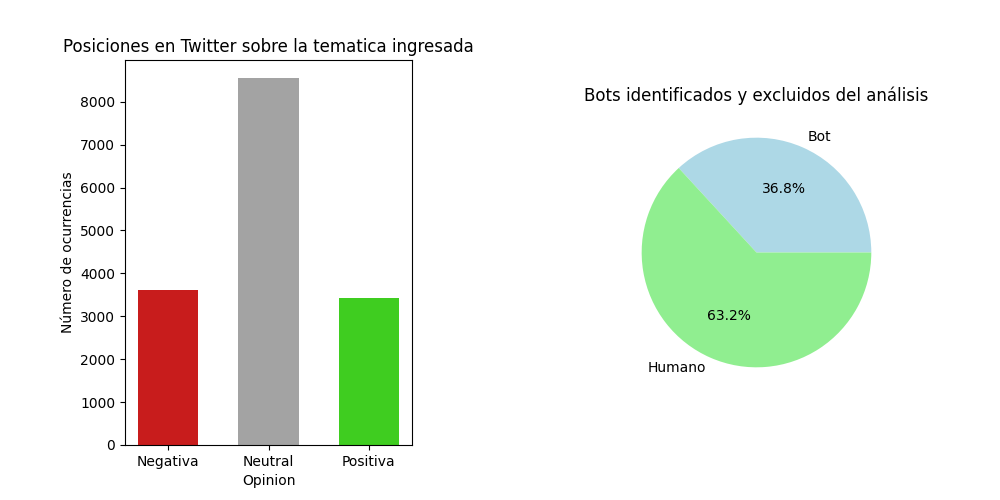 Posiciones en Twitter sobre la tematica ingresada
Número de ocurrencias
8000
7000
6000
5000
4000
3000
2000
1000
0
Negativa Neutral Positiva
Opinion
Bots identificados y excluidos del análisis
Bot
36.8%
63.2%
Humano